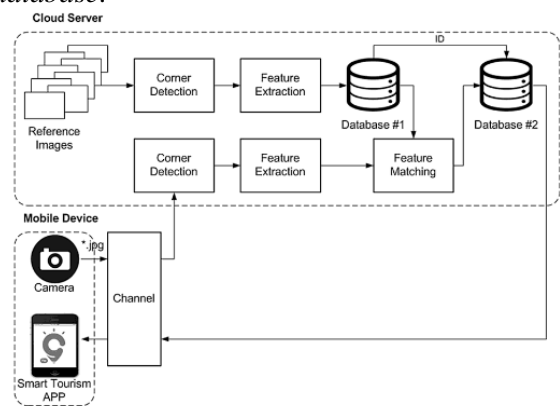 database.
Cloud Server
ID
Corner
Detection
Feature
Extraction
Database #1
Database #2
Reference
Images
Corner
Detection
Feature
Extraction
Feature
Matching
Mobile Device
*.jpg
Camera
Channel
Smart Tourism
APP